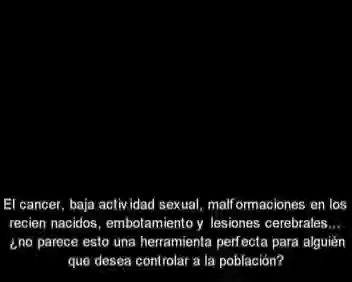 El cancer, baja actividad sexual, malformaciones en los
recien nacidos, embotamiento y lesiones cerebrales...
¿no parece esto una herramienta perfecta para alguién
que desea controlar a la población?